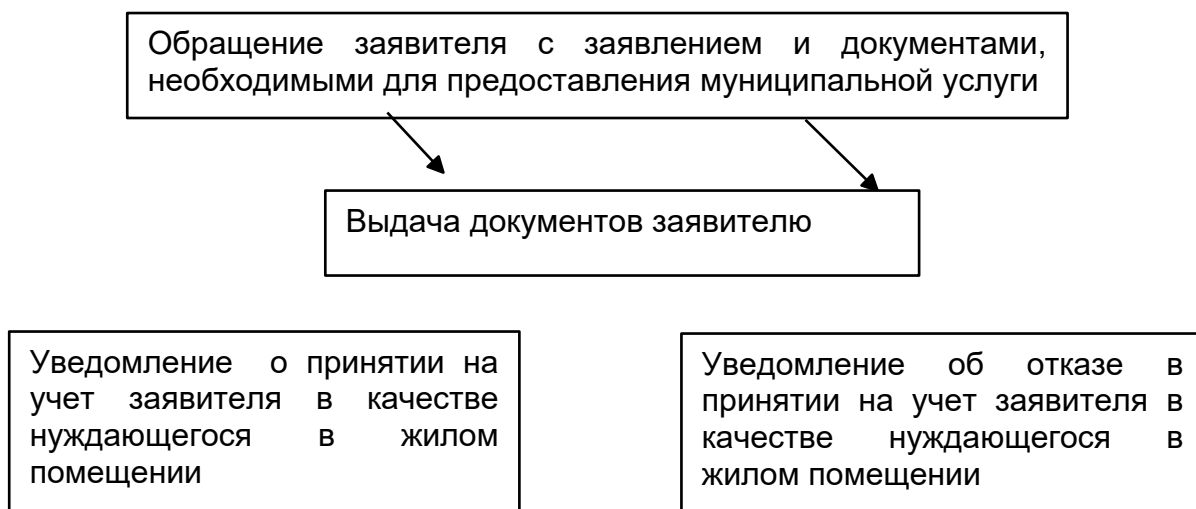 Обращение заявителя с заявлением и документами,
необходимыми для предоставления муниципальной услуги
Выдача документов заявителю
Уведомление о принятии на
учет заявителя в качестве
нуждающегося в жилом
помещении
Уведомление об отказе в
принятии на учет заявителя в
качестве нуждающегося в
жилом помещении